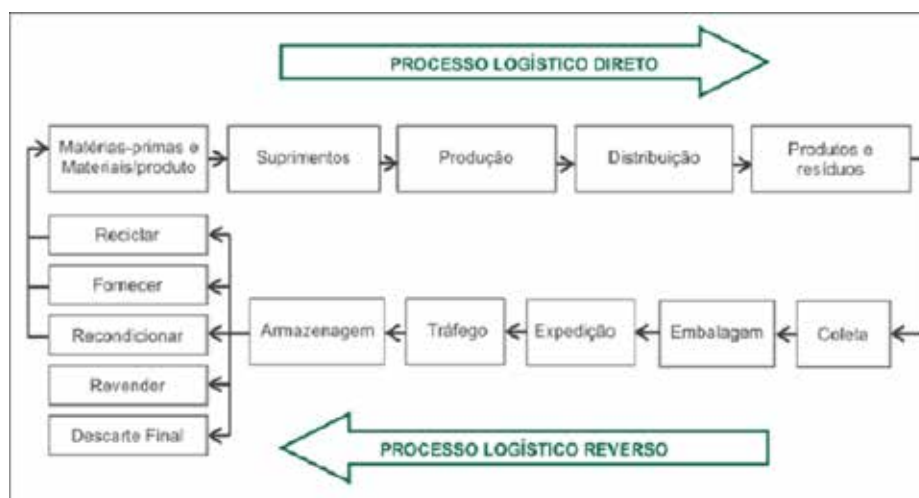 PROCESSO LOGÍSTICO DIRETO
Matérias-primas e
Materiais/produto
Suprimentos
Produção
Distribuição
Produtos e
resíduos
Reciclar
Fornecer
Recondicionar
Revender
Descarte Final
Armazenagem
Tráfego
Expedição
Embalagem
Coleta
PROCESSO LOGÍSTICO REVERSO